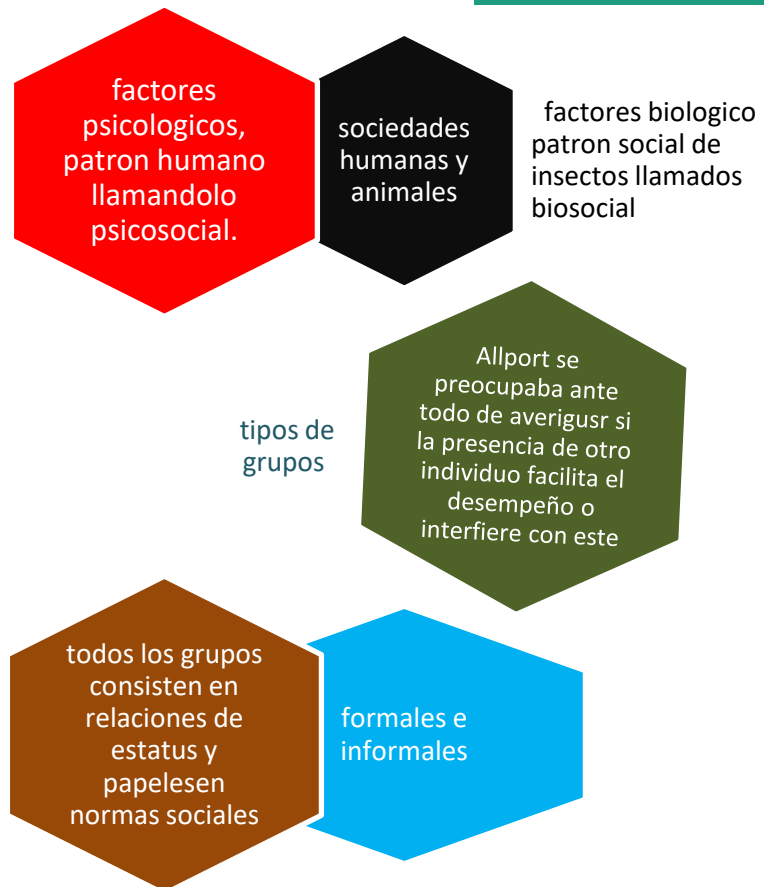 factores
psicologicos,
patron humano
llamandolo
psicosocial.
sociedades
humanas y
animales
factores biologico
patron social de
insectos llamados
biosocial
tipos de
grupos
Allport se
preocupaba ante
todo de averigusr si
la presencia de otro
individuo facilita el
desempeño o
interfiere con este
todos los grupos
consisten en
relaciones de
estatus y
papelesen
normas sociales
formales e
informales